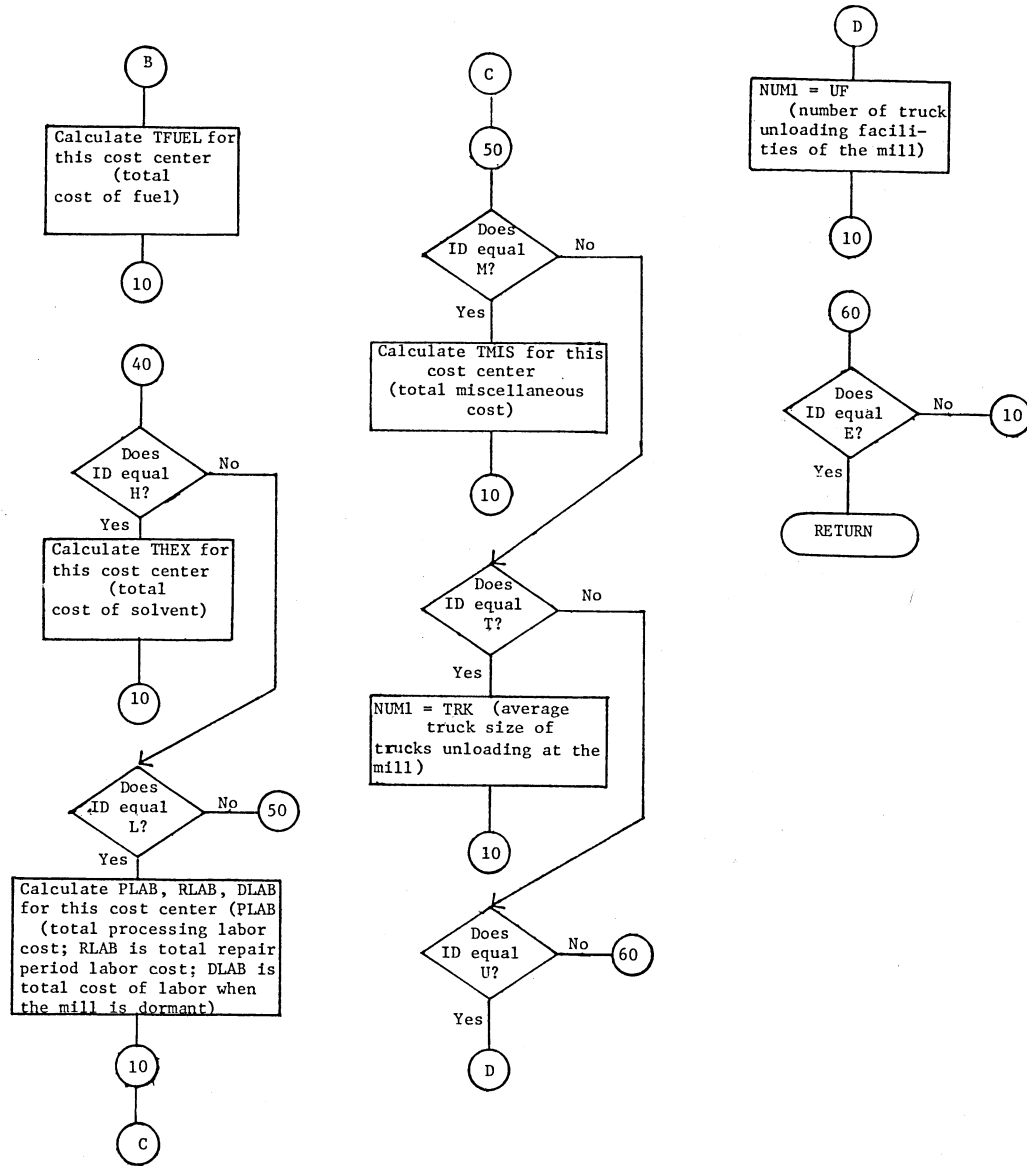 B
Calculate TFUEL for
this cost center
(total
cost of fuel)
10
40
Does
ID equal
H?
No
Yes
Calculate THEX for
this cost center
(total
cost of solvent)
10
Does
ID equal
L?
No
50
Yes
Calculate PLAB, RLAB, DLAB
for this cost center (PLAB
(total processing labor
cost; RLAB is total repair
period labor cost; DLAB is
total cost of labor when
the mill is dormant)
10
C
C
50
Does
ID equal
M?
No
Yes
Calculate TMIS for this
cost center
(total miscellaneous
cost)
10
Does
ID equal
T?
No
Yes
NUM1 = TRK (average
truck size of
trucks unloading at the
mill)
10
Does
ID equal
U?
No
60
Yes
D
D
NUM1 = UF
(number of truck
unloading facili-
ties of the mill)
10
60
Does
ID equal
E?
No
10
Yes
RETURN